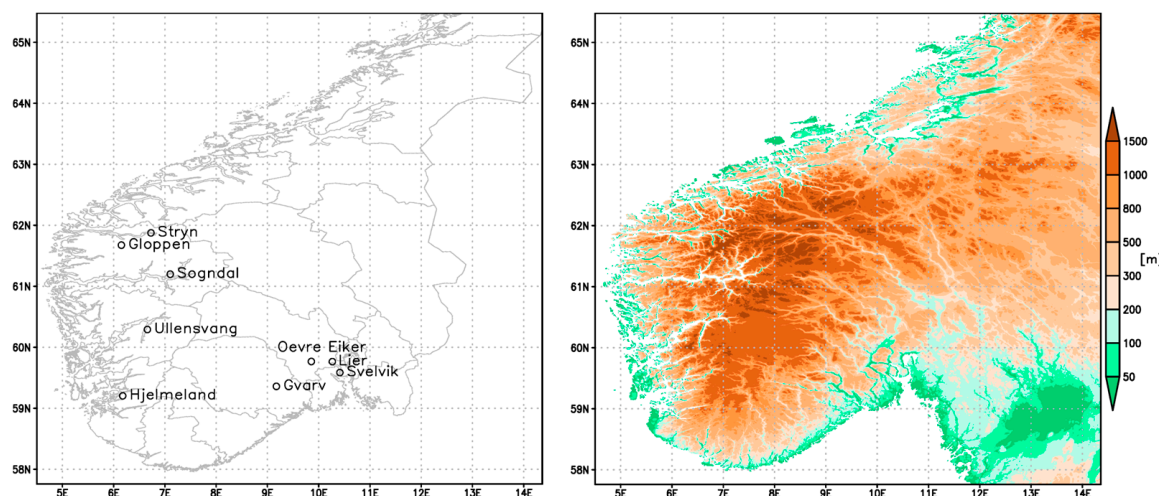 65N
64N
63N
62N
61N
60N
59N
58N
Stryn
Gloppen
Sogndal
Ullensvang
Oevre Eiker
Lier
Svelvik
Gvarv
Hjelmeland
5E 6E 7E 8E 9E 10E 11E 12E 13E 14E
65N
64N
63N
62N
61N
60N
59N
58N
5E 6E 7E 8E 9E 10E 11E 12E 13E 14E
1500
1000
800
500
[m]
300
200
100
50